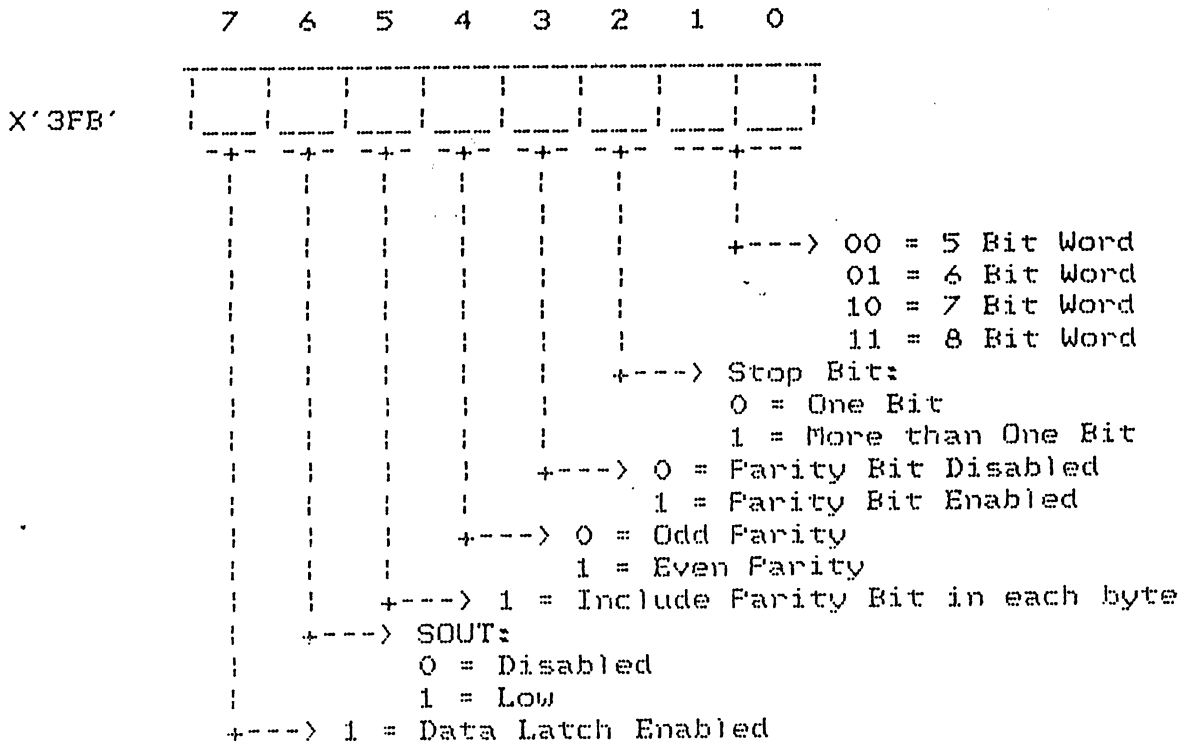 7 6 5 4 3 2 1 0
X'3FB'
+---> 00 = 5 Bit Word
01 = 6 Bit Word
10 = 7 Bit Word
11 = 8 Bit Word
+---> Stop Bit:
0 = One Bit
1 = More than One Bit
+---> 0 = Parity Bit Disabled
1 = Parity Bit Enabled
+---> 0 = Odd Parity
1 = Even Parity
+---> 1 = Include Parity Bit in each byte
+---> SOUT:
0 = Disabled
1 = Low
+---> 1 = Data Latch Enabled